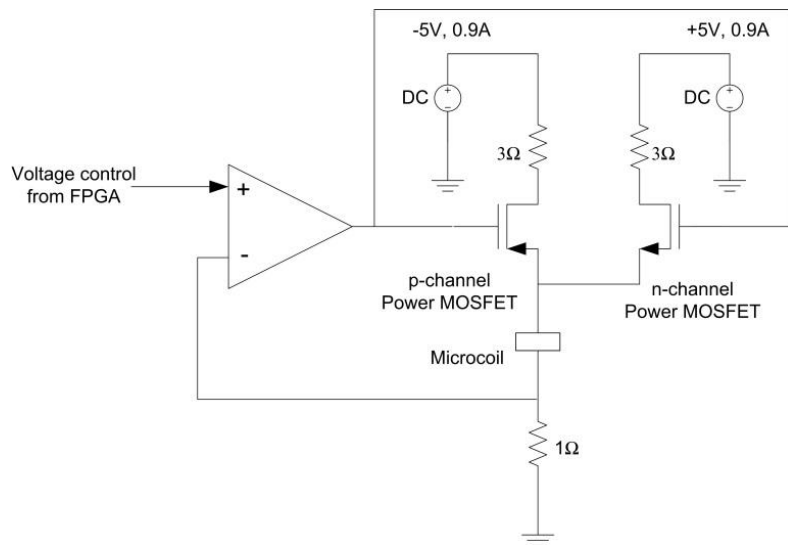 -5V, 0.9A
+5V, 0.9A
DC
DC
3Ω
3Ω
Voltage control
from FPGA
+
-
p-channel
Power MOSFET
n-channel
Power MOSFET
Microcoil
1Ω